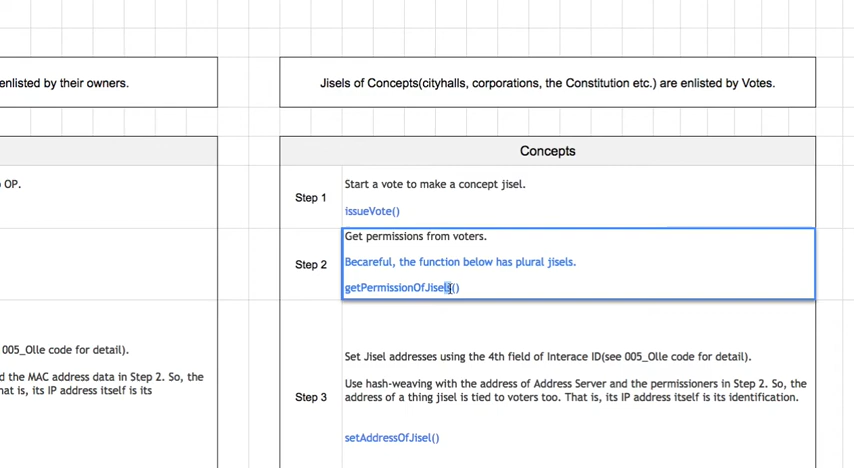 enlisted by their owners.
Jisels of Concepts(cityhalls, corporations, the Constitution etc.) are enlisted by Votes.
Concepts
OP.
Step 1
Start a vote to make a concept jisel.
issueVote()
Step 2
Get permissions from voters.
Becareful, the function below has plural jisels.
getPermissionOfJisels()
005_Olle code for detail).
d the MAC address data in Step 2. So, the
hat is, its IP address itself is its
Step 3
Set Jisel addresses using the 4th field of Interace ID(see 005_Olle code for detail).
Use hash-weaving with the address of Address Server and the permissioners in Step 2. So, the
address of a thing jisel is tied to voters too. That is, its IP address itself is its identification.
setAddressOfJisel()